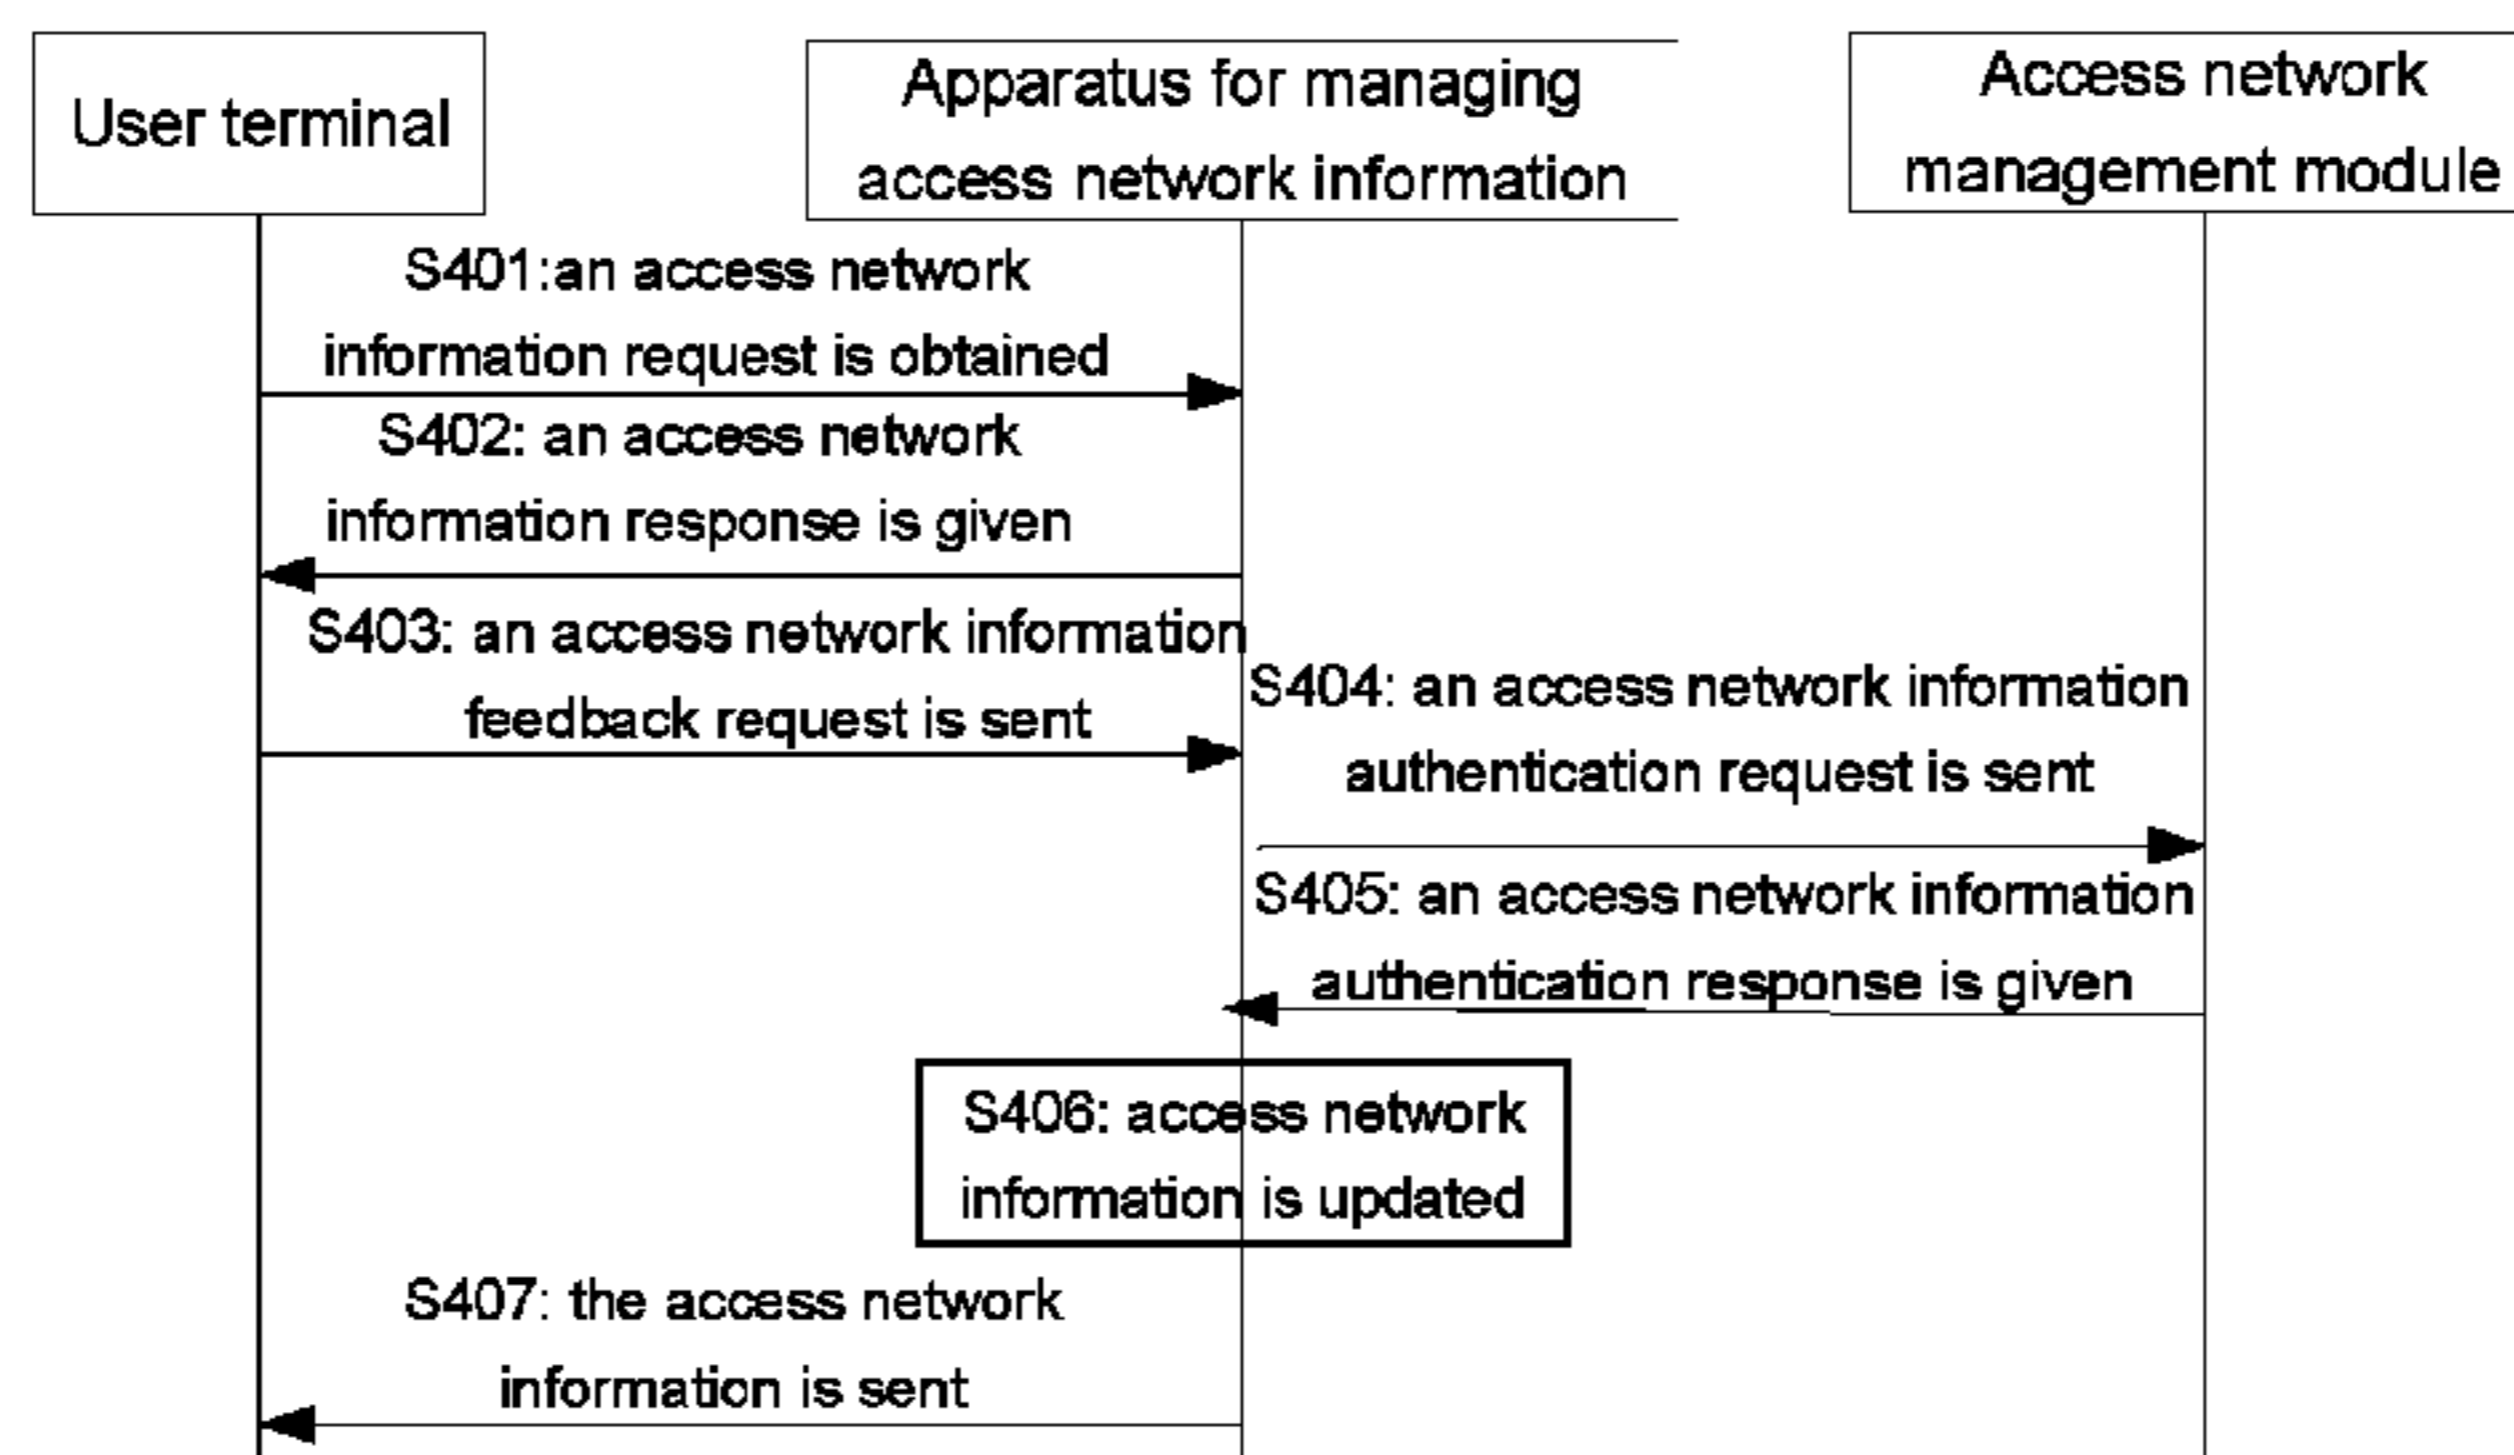 User terminal
Apparatus for managing
access network information
Access network
management module
S401:an access network
information request is obtained
S402: an access network
information response is given
S403: an access network information
feedback request is sent
S404: an access network information
authentication request is sent
S405: an access network information
authentication response is given
S406: access network
information is updated
S407: the access network
information is sent